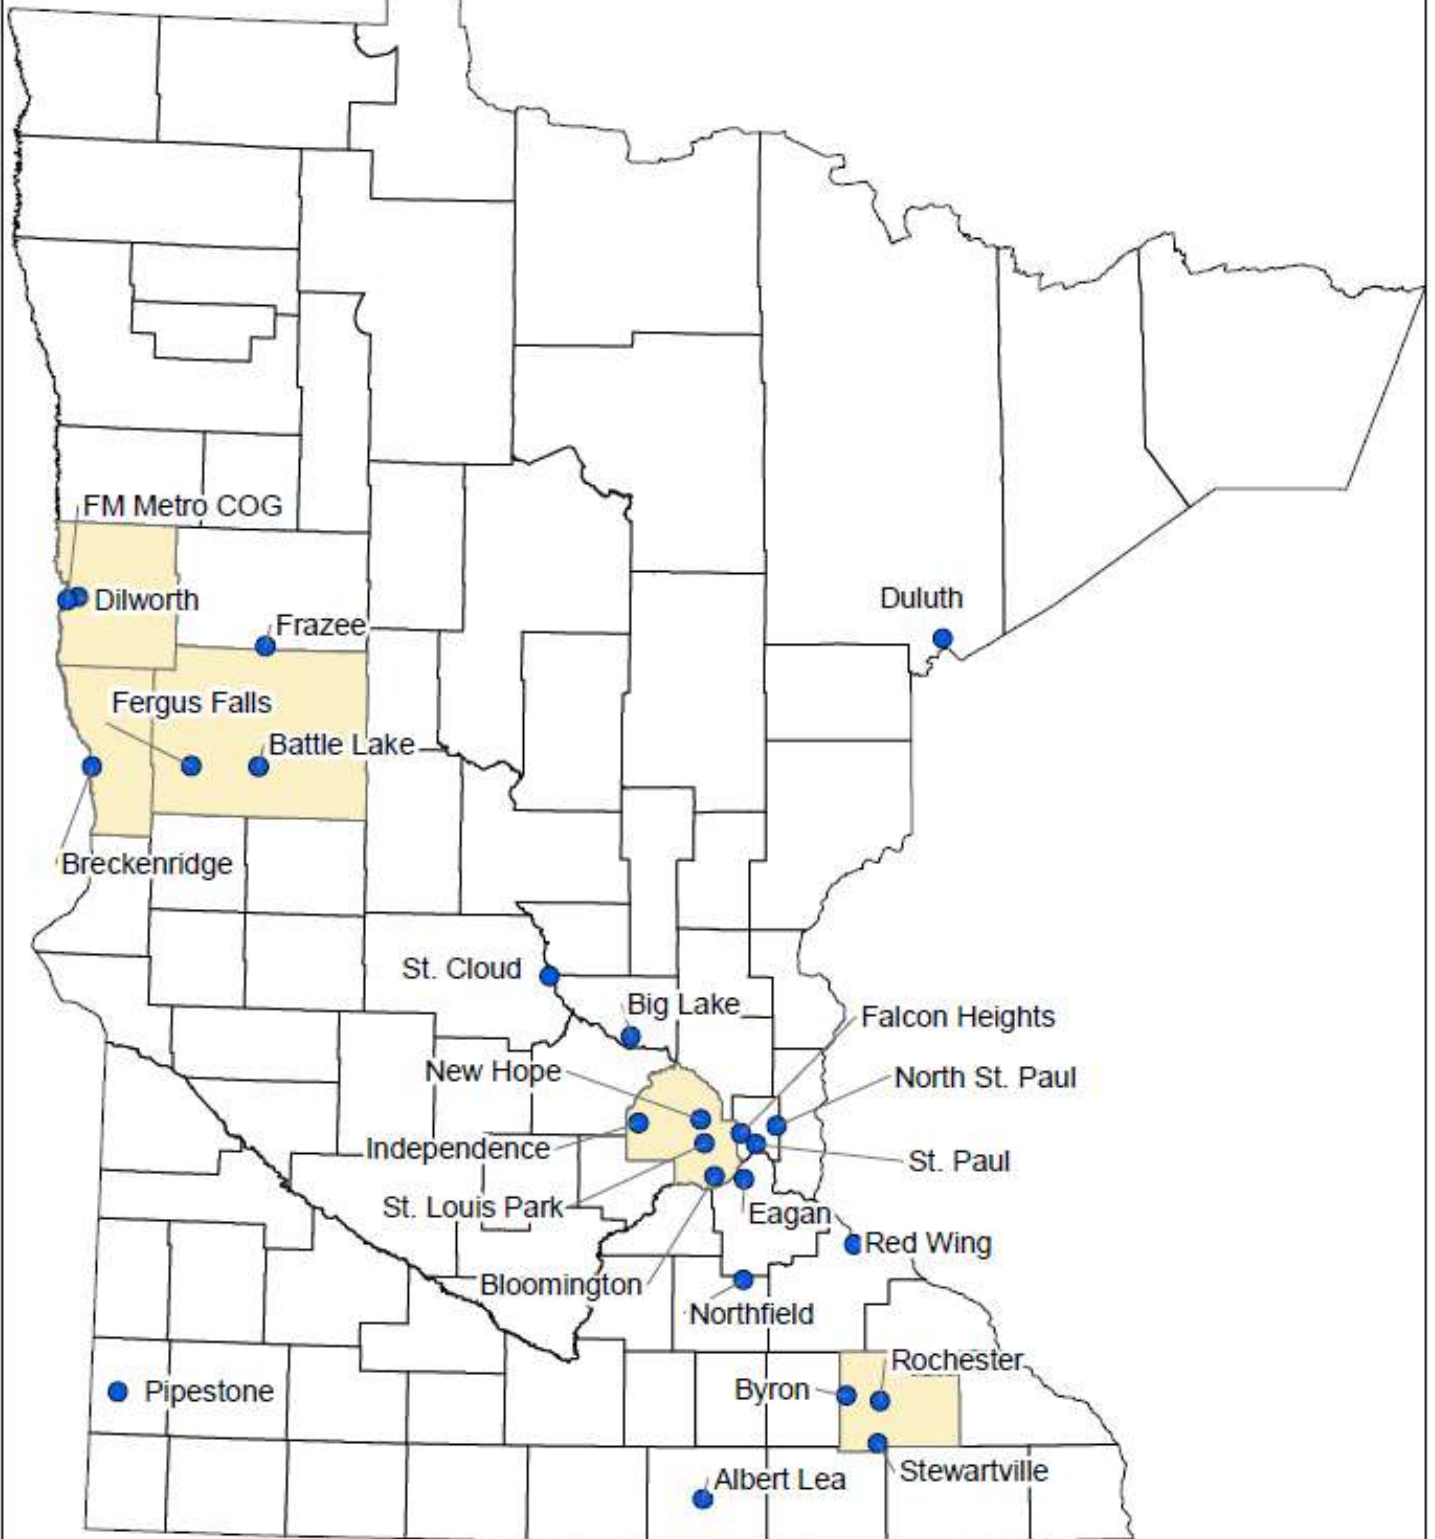 FM Metro COG
Dilworth
Duluth
Frazee
Fergus Falls
Battle Lake
Breckenridge
St. Cloud
Big Lake
Falcon Heights
New Hope
North St. Paul
Independence
St. Paul
St. Louis Park
Eagan
Red Wing
Bloomington
Northfield
Rochester
Byron
Pipestone
Stewartville
Albert Lea